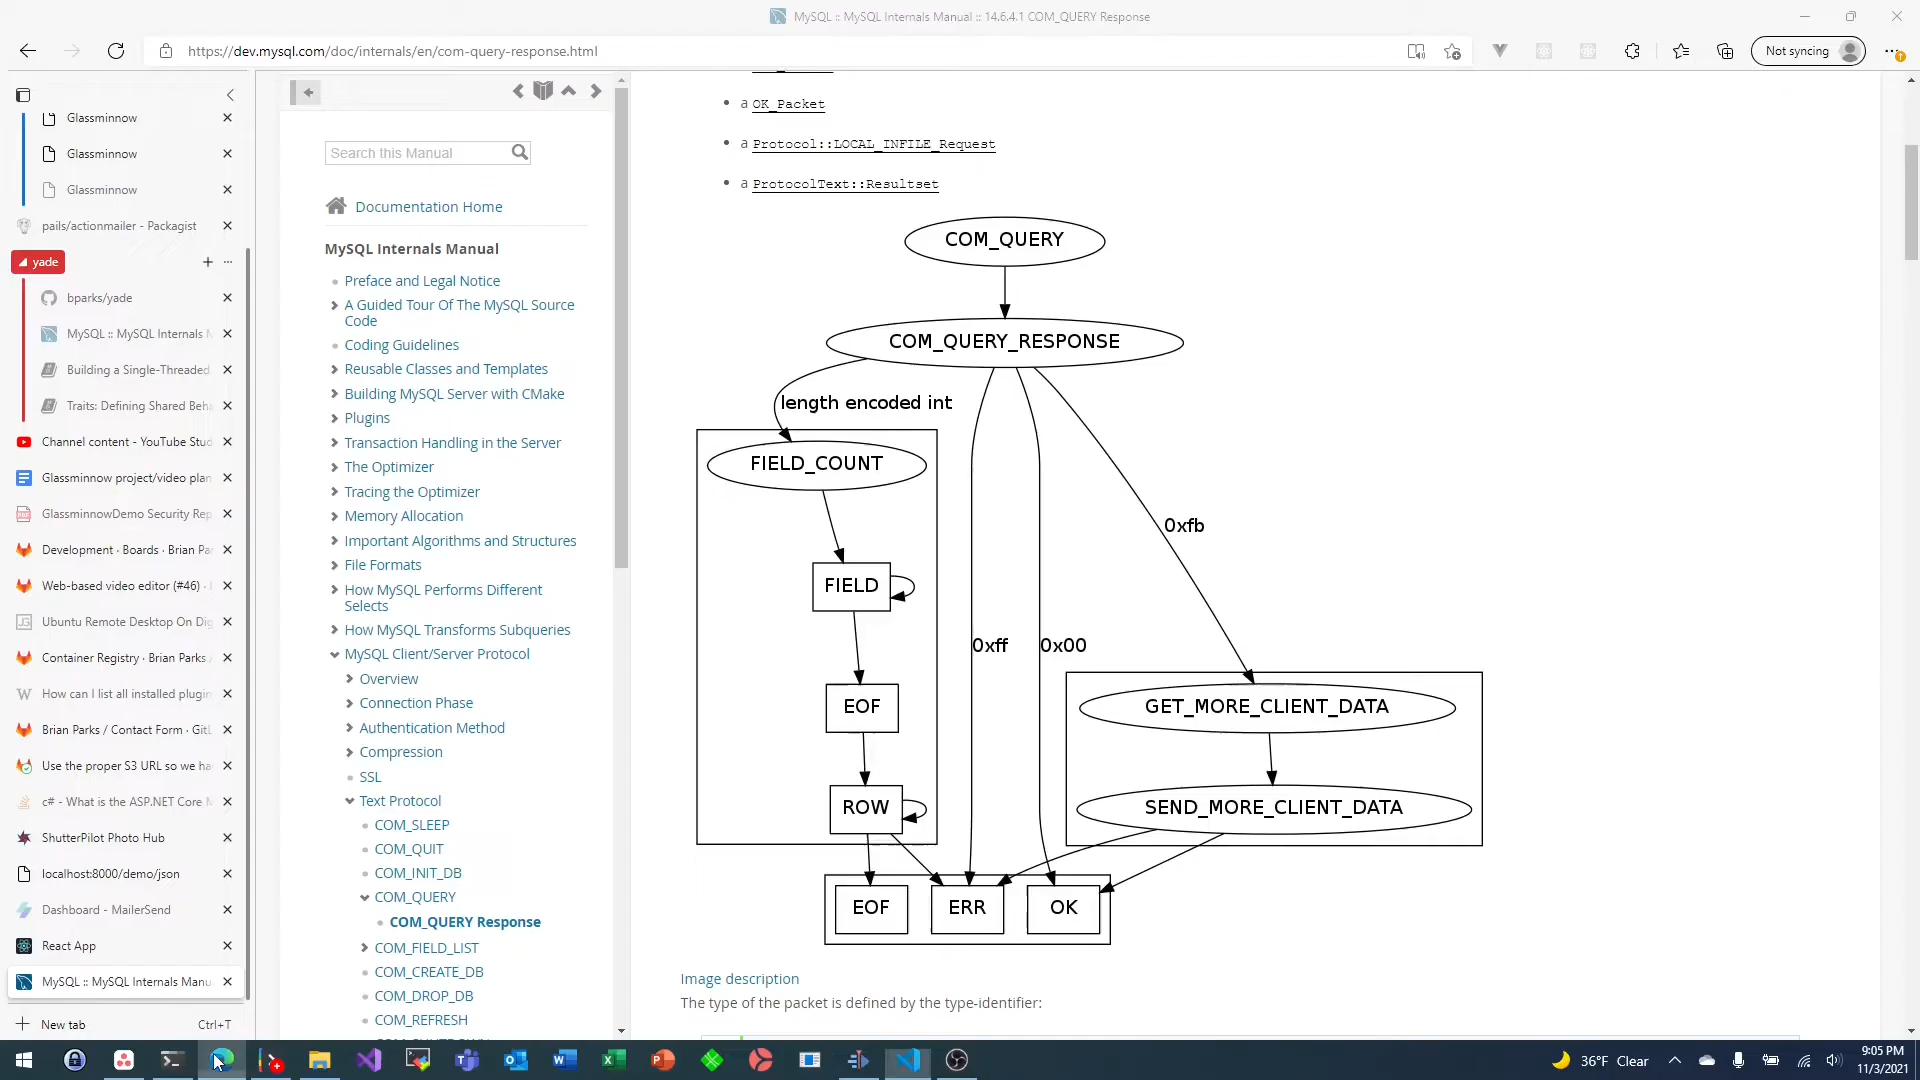 MySQL :: MySQL Internals Manual :: 14.6.4.1 COM_QUERY Response
https://dev.mysql.com/doc/internals/en/com-query-response.html
Not syncing
Glassminnow
Glassminnow
Glassminnow
pails/actionmailer - Packagist
yade
bparks/yade
MySQL :: MySQL Internals M
Building a Single-Threaded
Traits: Defining Shared Beha
Channel content - YouTube Stud
Glassminnow project/video plan
GlassminnowDemo Security Rep
Development · Boards · Brian Par
Web-based video editor (#46) ·
Ubuntu Remote Desktop On Dig
Container Registry · Brian Parks
How can I list all installed plugin
Brian Parks / Contact Form · GitL
Use the proper S3 URL so we ha
c# - What is the ASP.NET Core M
ShutterPilot Photo Hub
localhost:8000/demo/json
Dashboard - MailerSend
React App
MySQL :: MySQL Internals Manu
New tab Ctrl+T
Search this Manual
Documentation Home
MySQL Internals Manual
Preface and Legal Notice
A Guided Tour Of The MySQL Source
Code
Coding Guidelines
Reusable Classes and Templates
Building MySQL Server with CMake
Plugins
Transaction Handling in the Server
The Optimizer
Tracing the Optimizer
Memory Allocation
Important Algorithms and Structures
File Formats
How MySQL Performs Different
Selects
How MySQL Transforms Subqueries
MySQL Client/Server Protocol
Overview
Connection Phase
Authentication Method
Compression
SSL
Text Protocol
COM_SLEEP
COM_QUIT
COM_INIT_DB
COM_QUERY
COM_QUERY Response
COM_FIELD_LIST
COM_CREATE_DB
COM_DROP_DB
COM_REFRESH
a OK_Packet
a Protocol::LOCAL_INFILE_Request
a ProtocolText::Resultset
COM_QUERY
COM_QUERY_RESPONSE
length encoded int
FIELD_COUNT
0xfb
FIELD
0xff
0x00
EOF
GET_MORE_CLIENT_DATA
ROW
SEND_MORE_CLIENT_DATA
EOF
ERR
OK
Image description
The type of the packet is defined by the type-identifier:
36°F Clear
9:05 PM
11/3/2021